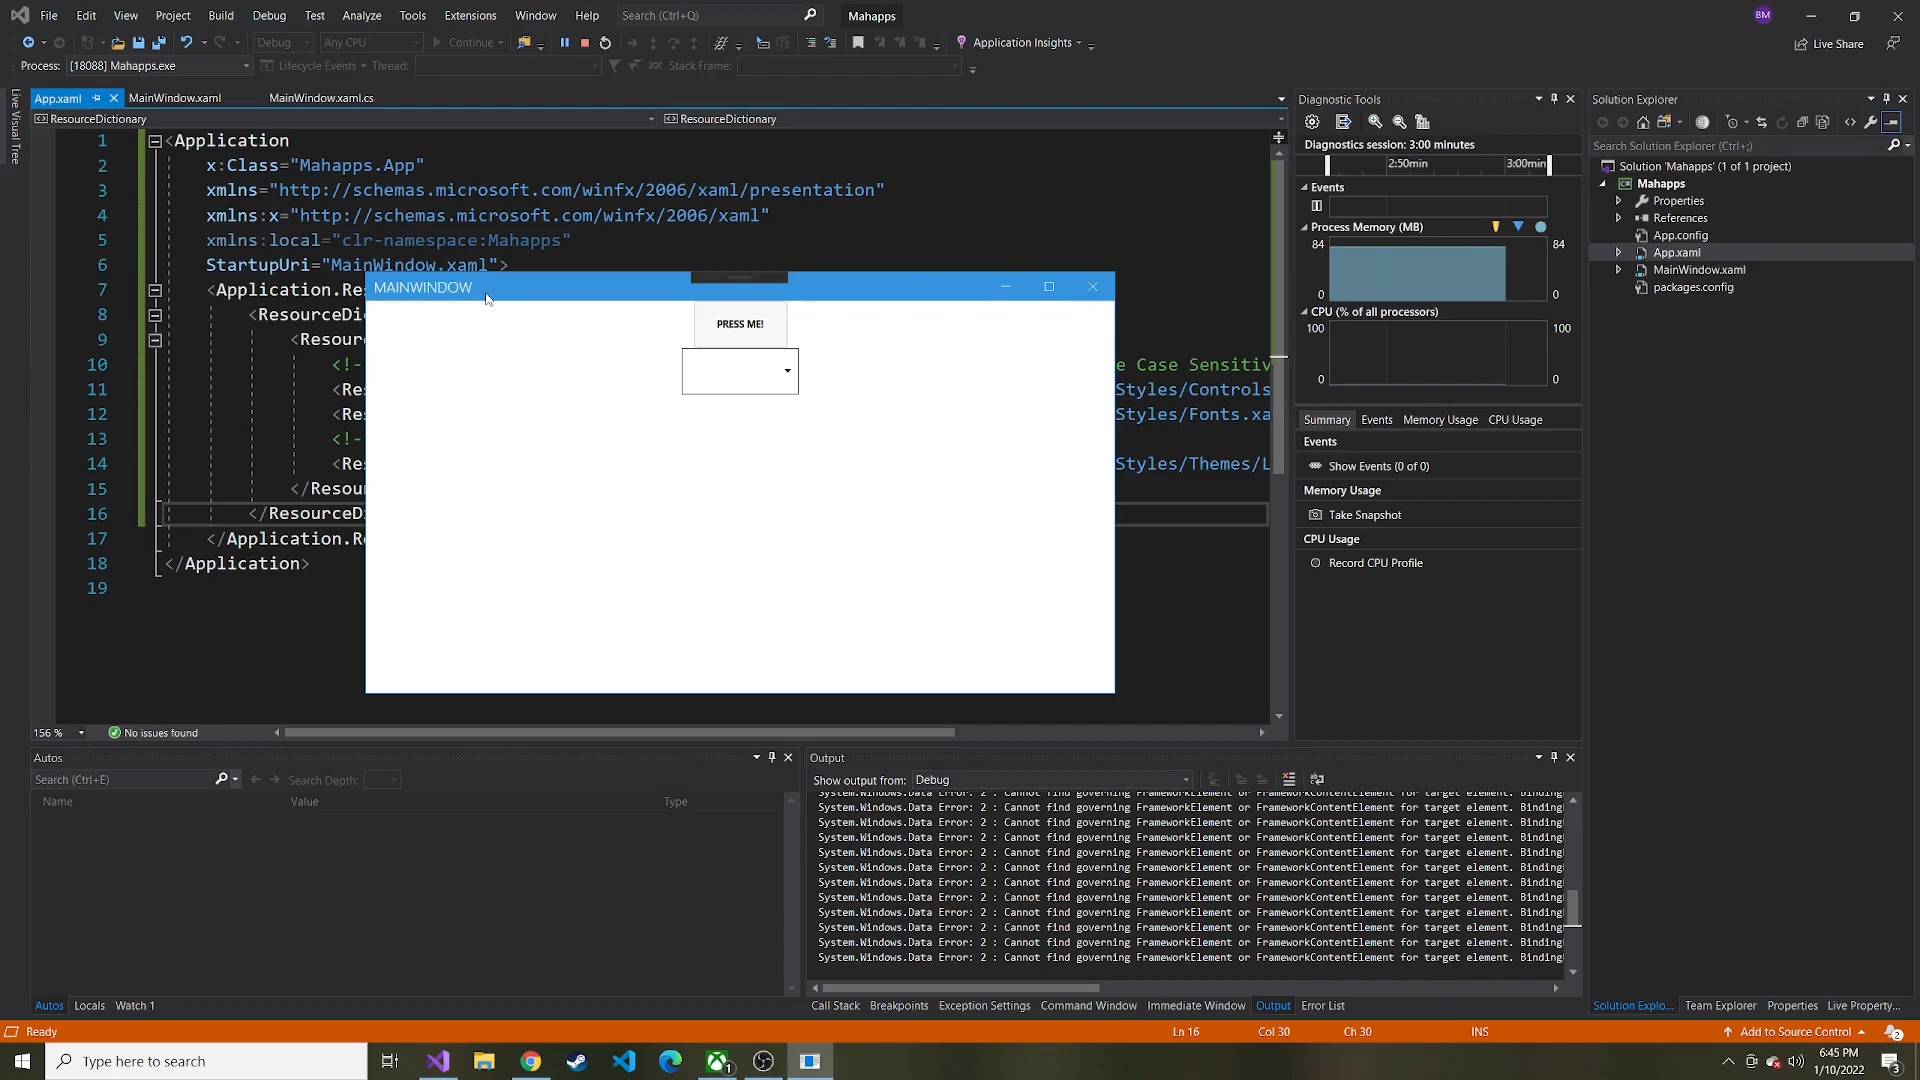 File Edit View Project Build Debug Test Analyze Tools Extensions Window Help Search (Ctrl+Q) Mahapps BM
Debug Any CPU Continue Application Insights Live Share
Process: [18088] Mahapps.exe Lifecycle Events Thread: Stack Frame:
Live Visual Tree
App.xaml MainWindow.xaml MainWindow.xaml.cs
ResourceDictionary ResourceDictionary
1 <Application
2 x:Class="Mahapps.App"
3 xmlns="http://schemas.microsoft.com/winfx/2006/xaml/presentation"
4 xmlns:x="http://schemas.microsoft.com/winfx/2006/xaml"
5 xmlns:local="clr-namespace:Mahapps"
6 StartupUri="MainWindow.xaml">
7 <Application.Res
8 <ResourceDi
9 <Resour
10 <!- e Case Sensitiv
11 <Re Styles/Controls
12 <Re Styles/Fonts.xa
13 <!-
14 <Re Styles/Themes/L
15 </Resou
16 </ResourceD
17 </Application.Re
18 </Application>
19
MAINWINDOW
PRESS ME!
156 % No issues found
Diagnostic Tools
Diagnostics session: 3:00 minutes
2:50min 3:00min
Events
Process Memory (MB)
84 84
0 0
CPU (% of all processors)
100 100
0 0
Summary Events Memory Usage CPU Usage
Events
Show Events (0 of 0)
Memory Usage
Take Snapshot
CPU Usage
Record CPU Profile
Solution Explorer
Search Solution Explorer (Ctrl+;)
Solution 'Mahapps' (1 of 1 project)
Mahapps
Properties
References
App.config
App.xaml
MainWindow.xaml
packages.config
Autos
Search (Ctrl+E) Search Depth:
Name Value Type
Autos Locals Watch 1
Output
Show output from: Debug
System.Windows.Data Error: 2 : Cannot find governing FrameworkElement or FrameworkContentElement for target element. Binding
System.Windows.Data Error: 2 : Cannot find governing FrameworkElement or FrameworkContentElement for target element. Binding
System.Windows.Data Error: 2 : Cannot find governing FrameworkElement or FrameworkContentElement for target element. Binding
System.Windows.Data Error: 2 : Cannot find governing FrameworkElement or FrameworkContentElement for target element. Binding
System.Windows.Data Error: 2 : Cannot find governing FrameworkElement or FrameworkContentElement for target element. Binding
System.Windows.Data Error: 2 : Cannot find governing FrameworkElement or FrameworkContentElement for target element. Binding
System.Windows.Data Error: 2 : Cannot find governing FrameworkElement or FrameworkContentElement for target element. Binding
System.Windows.Data Error: 2 : Cannot find governing FrameworkElement or FrameworkContentElement for target element. Binding
System.Windows.Data Error: 2 : Cannot find governing FrameworkElement or FrameworkContentElement for target element. Binding
System.Windows.Data Error: 2 : Cannot find governing FrameworkElement or FrameworkContentElement for target element. Binding
System.Windows.Data Error: 2 : Cannot find governing FrameworkElement or FrameworkContentElement for target element. Binding
System.Windows.Data Error: 2 : Cannot find governing FrameworkElement or FrameworkContentElement for target element. Binding
Call Stack Breakpoints Exception Settings Command Window Immediate Window Output Error List
Solution Explo... Team Explorer Properties Live Property...
Ready Ln 16 Col 30 Ch 30 INS Add to Source Control 2
Type here to search 1 6:45 PM
1/10/2022 3